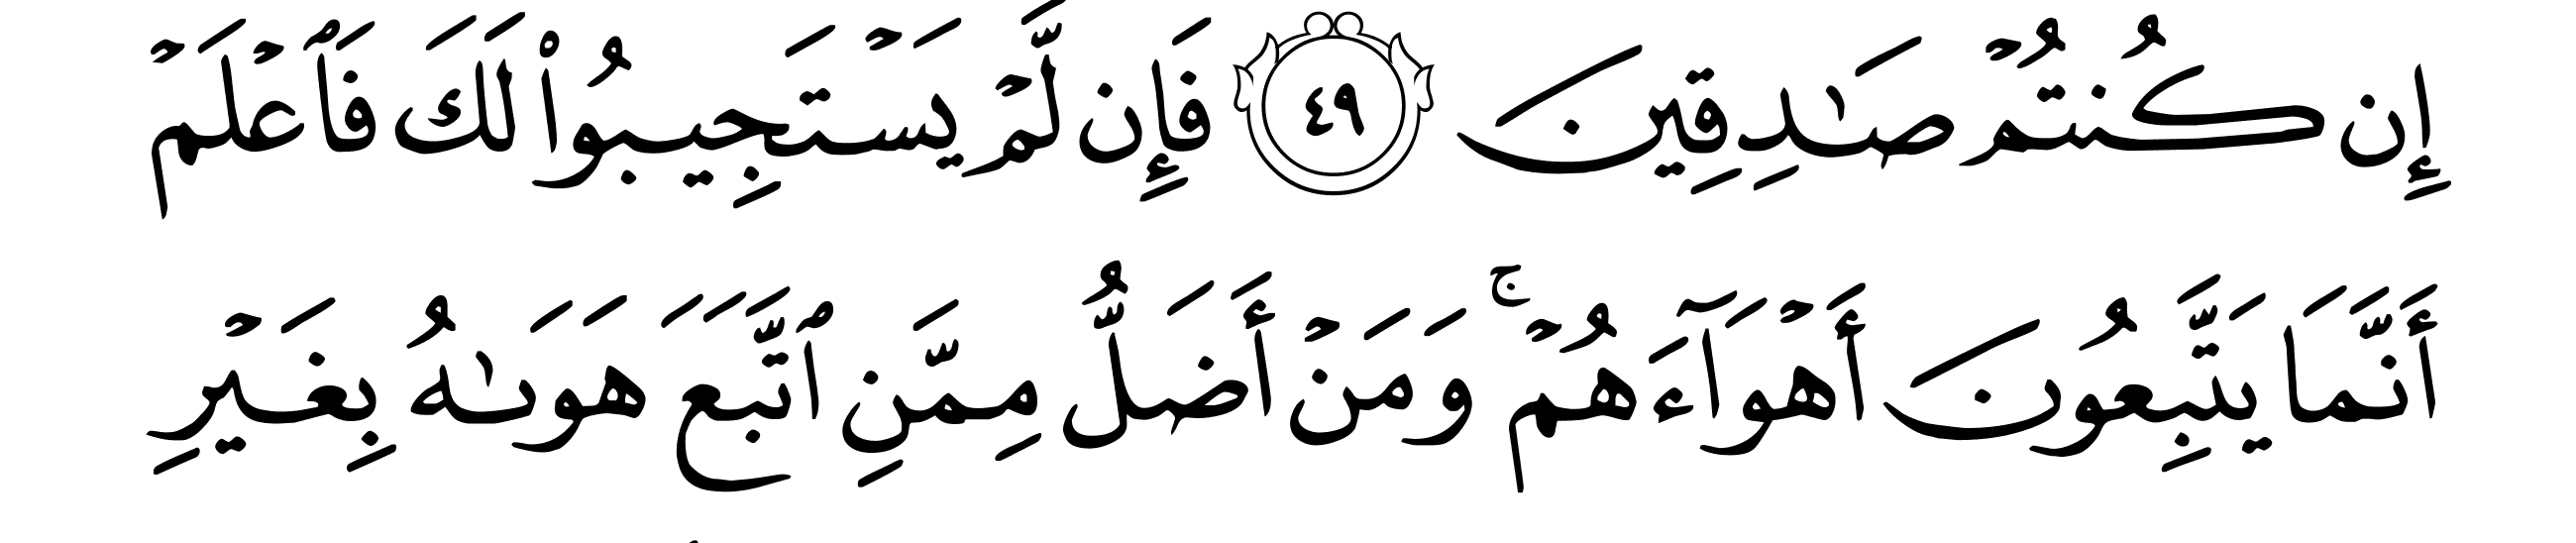 إِن كُنتُمْ صَٰدِقِينَ ٤٩ فَإِن لَّمْ يَسْتَجِيبُوا۟ لَكَ فَٱعْلَمْ
أَنَّمَا يَتَّبِعُونَ أَهْوَآءَهُمْ ۚ وَمَنْ أَضَلُّ مِمَّنِ ٱتَّبَعَ هَوَىٰهُ بِغَيْرِ